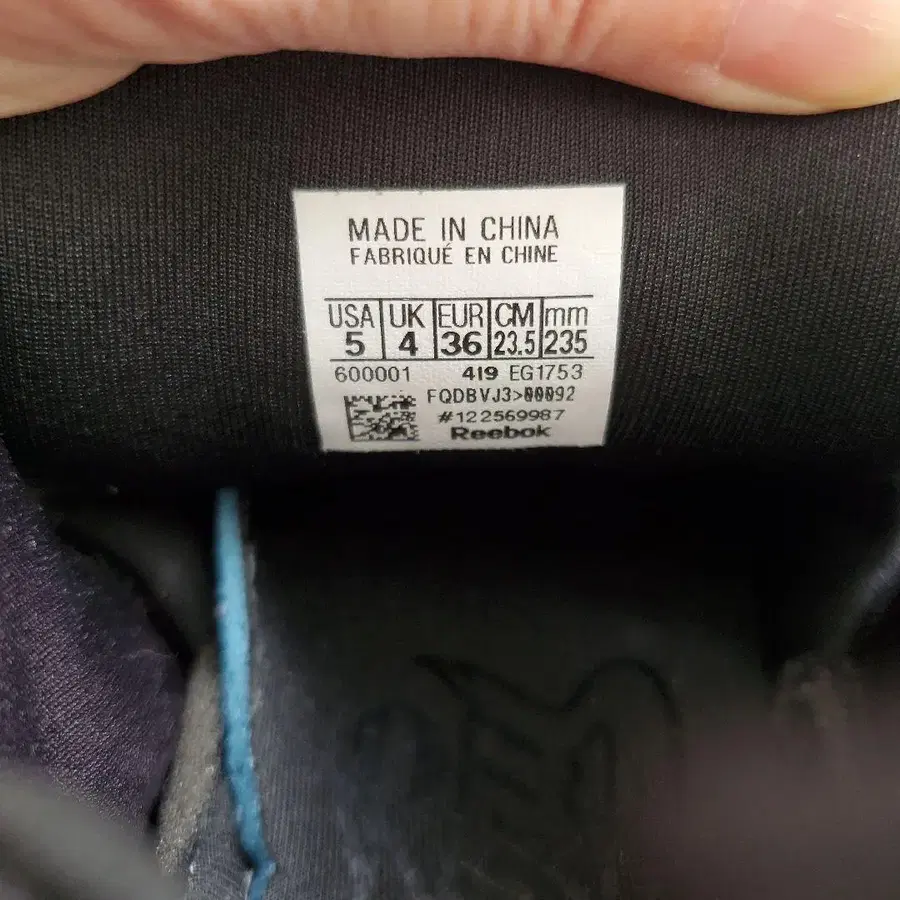 MADE IN CHINA
FABRIQUÉ EN CHINE
USA UK EUR CM mm
5 4 36 23.5 235
600001 419 EG1753
FQDBVJ3>00092
#122569987
Reebok